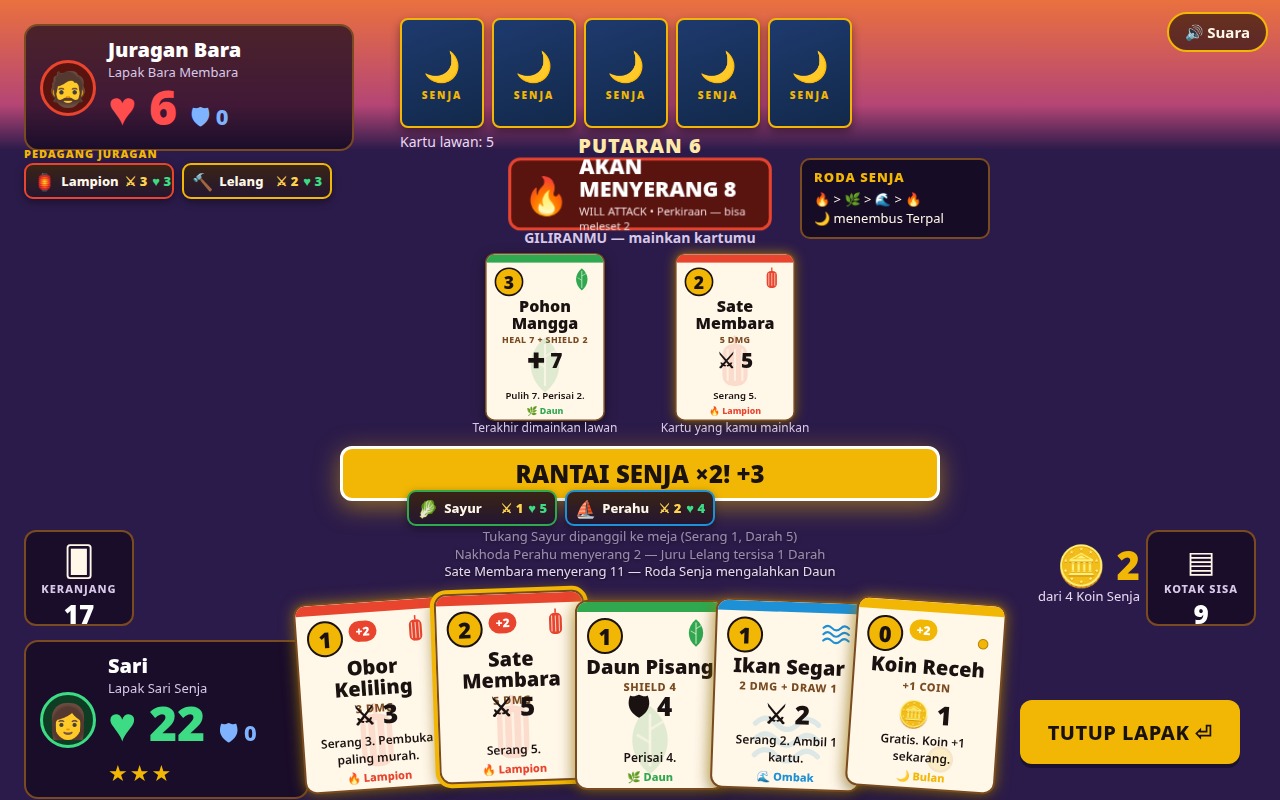 Juragan Bara
Lapak Bara Membara
♥ 6 0
SENJA
SENJA
SENJA
SENJA
SENJA
Suara
Kartu lawan: 5
PEDAGANG JURAGAN
Lampion ⚔ 3 ♥ 3
Lelang ⚔ 2 ♥ 3
PUTARAN 6
AKAN
MENYERANG 8
WILL ATTACK • Perkiraan — bisa
meleset 2
RODA SENJA
🔥 > 🌿 > 🌊 > 🔥
🌙 menembus Terpal
GILIRANMU — mainkan kartumu
3
Pohon
Mangga
HEAL 7 + SHIELD 2
✚ 7
Pulih 7. Perisai 2.
Daun
Terakhir dimainkan lawan
2
Sate
Membara
5 DMG
⚔ 5
Serang 5.
Lampion
Kartu yang kamu mainkan
RANTAI SENJA ×2! +3
Sayur ⚔ 1 ♥ 5
Perahu ⚔ 2 ♥ 4
Tukang Sayur dipanggil ke meja (Serang 1, Darah 5)
Nakhoda Perahu menyerang 2 — Juru Lelang tersisa 1 Darah
Sate Membara menyerang 11 — Roda Senja mengalahkan Daun
KERANJANG
17
2
dari 4 Koin Senja
KOTAK SISA
9
Sari
Lapak Sari Senja
♥ 22 0
★★★
1 +2
Obor
Keliling
3 DMG
⚔ 3
Serang 3. Pembuka
paling murah.
Lampion
2 +2
Sate
Membara
5 DMG
⚔ 5
Serang 5.
Lampion
1
Daun Pisang
SHIELD 4
4
Perisai 4.
Daun
1
Ikan Segar
2 DMG + DRAW 1
⚔ 2
Serang 2. Ambil 1
kartu.
Ombak
0 +2
Koin Receh
+1 COIN
1
Gratis. Koin +1
sekarang.
Bulan
TUTUP LAPAK ⏎